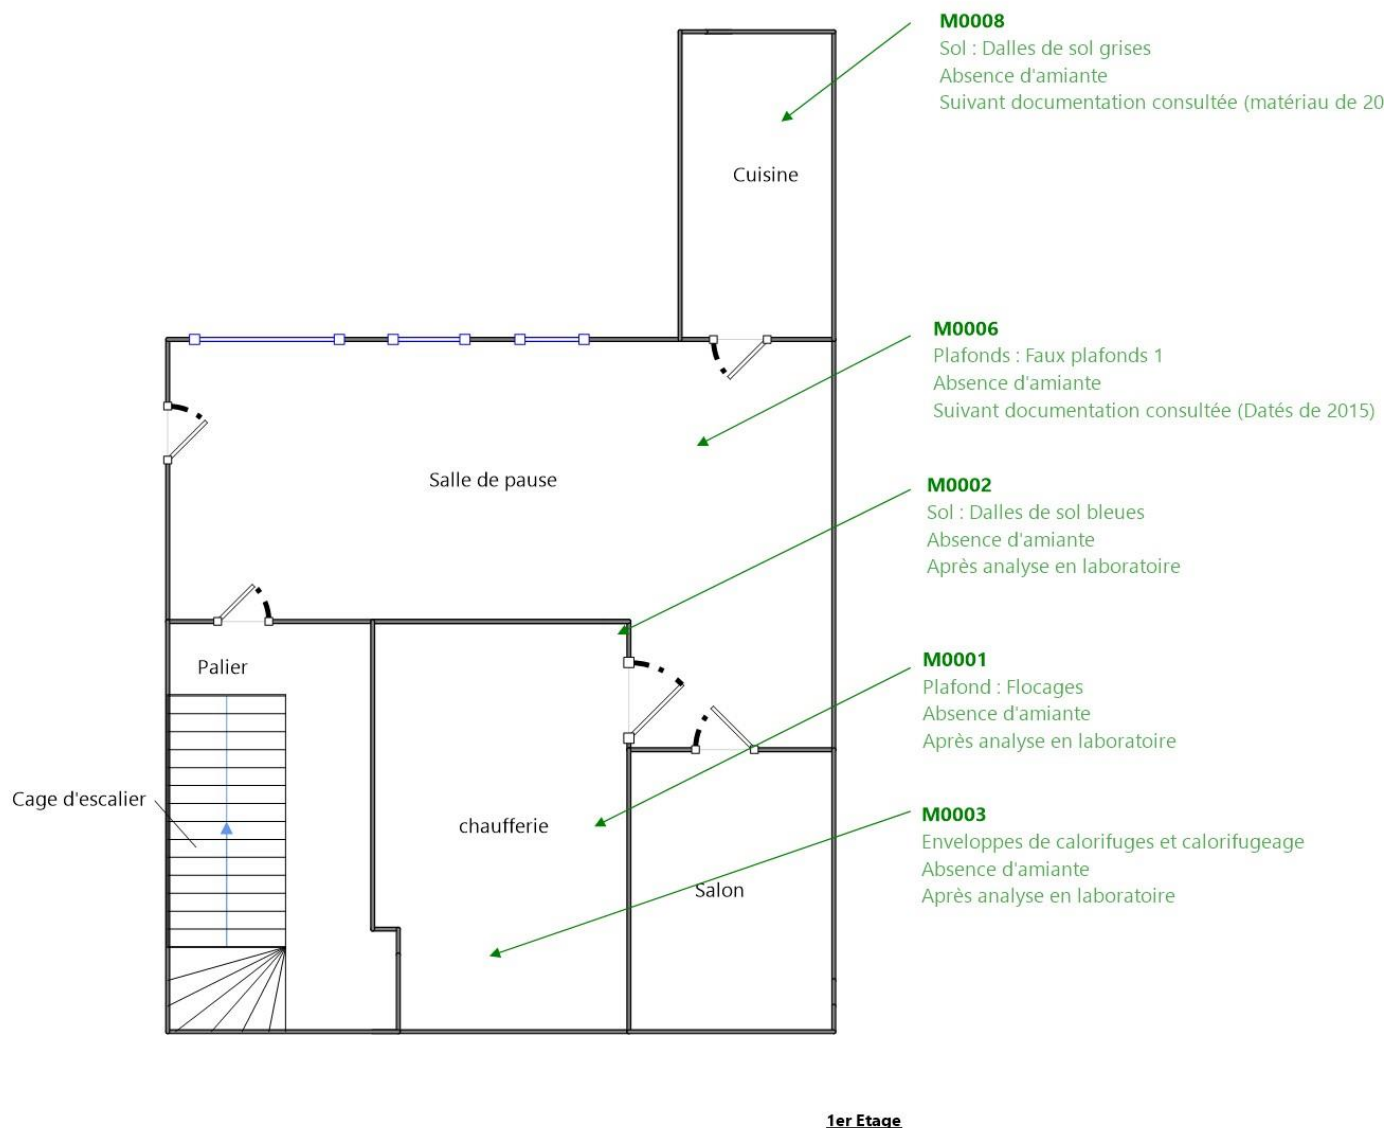 M0008
Sol : Dalles de sol grises
Absence d'amiante
Suivant documentation consultée (matériau de 20
Cuisine
M0006
Plafonds : Faux plafonds 1
Absence d'amiante
Suivant documentation consultée (Datés de 2015)
Salle de pause
M0002
Sol : Dalles de sol bleues
Absence d'amiante
Après analyse en laboratoire
Palier
M0001
Plafond : Flocages
Absence d'amiante
Après analyse en laboratoire
Cage d'escalier
chaufferie
M0003
Enveloppes de calorifuges et calorifugeage
Absence d'amiante
Après analyse en laboratoire
Salon
1er Etage